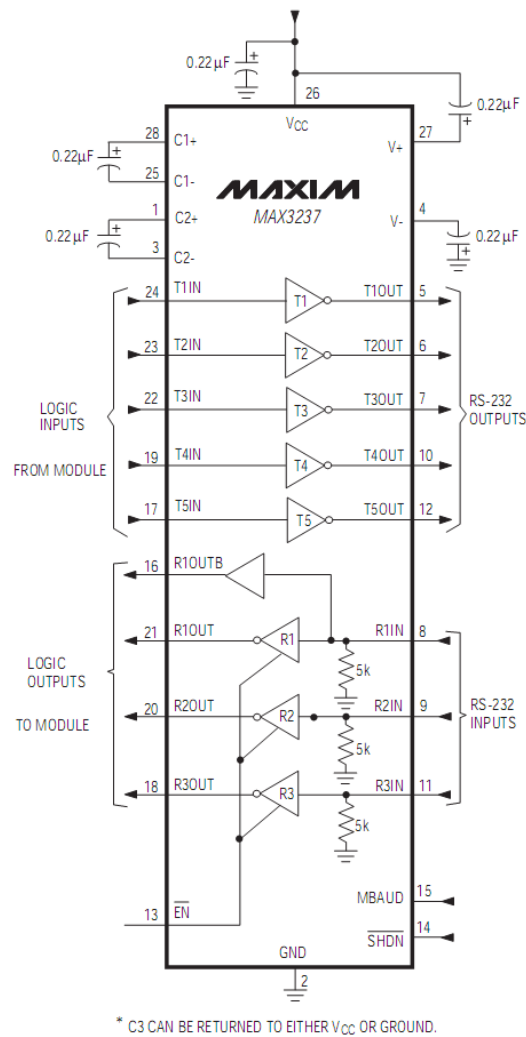 0.22µF
26
0.22µF
VCC
28
C1+
V+
27
0.22µF
25
C1-
MAXIM
MAX3237
1
C2+
V-
4
0.22µF
3
C2-
0.22µF
24
T1IN
T1
T1OUT
5
23
T2IN
T2
T2OUT
6
22
T3IN
T3
T3OUT
7
LOGIC
INPUTS
RS-232
OUTPUTS
FROM MODULE
19
T4IN
T4
T4OUT
10
17
T5IN
T5
T5OUT
12
16
R1OUTB
21
R1OUT
R1
R1IN
8
5k
LOGIC
OUTPUTS
TO MODULE
20
R2OUT
R2
R2IN
9
RS-232
INPUTS
5k
18
R3OUT
R3
R3IN
11
5k
MBAUD
15
13
EN
SHDN
14
GND
2
* C3 CAN BE RETURNED TO EITHER VCC OR GROUND.